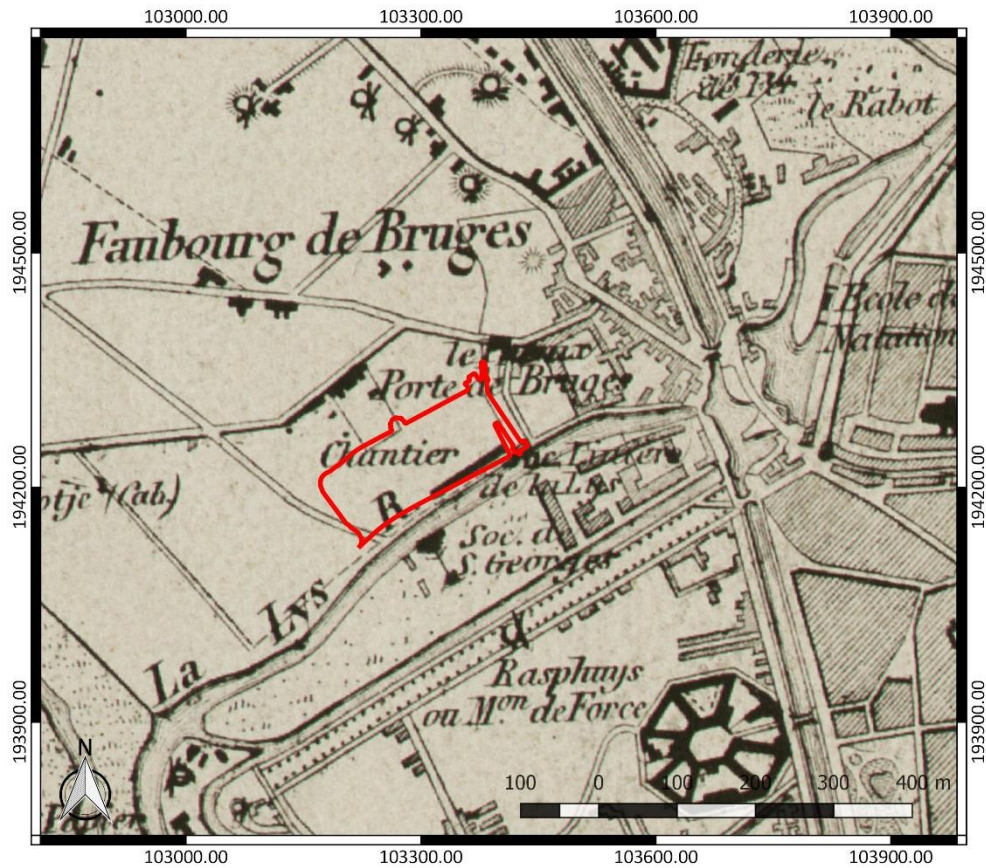 103000.00 103300.00 103600.00 103900.00
Fonderie
de Fer
le Rabot
Faubourg de Bruges
194500.00 194500.00
Ecole de
Natation
Porte de Bruges
Chantier
194200.00 194200.00
otje (Cab.)
de la Lys
R
Soc. de
S. Georges
La Lys
Rasphuys
ou M.on de Force
193900.00 193900.00
N
100 0 100 200 300 400 m
103000.00 103300.00 103600.00 103900.00